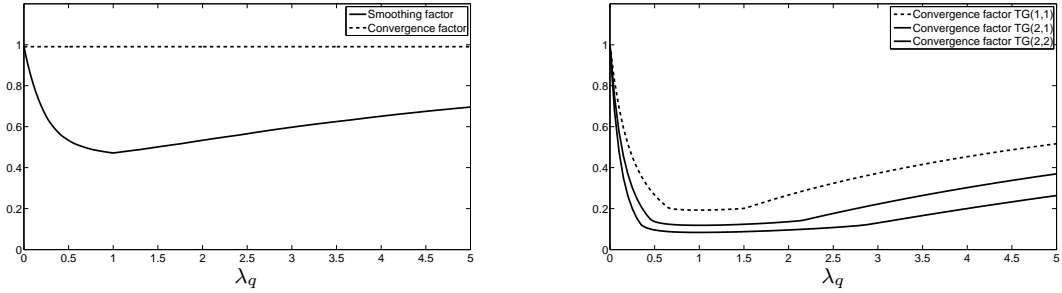 Smoothing factor
Convergence factor
1
0.8
0.6
0.4
0.2
0
0 0.5 1 1.5 2 2.5 3 3.5 4 4.5 5
λq
Convergence factor TG(1,1)
Convergence factor TG(2,1)
Convergence factor TG(2,2)
1
0.8
0.6
0.4
0.2
0
0 0.5 1 1.5 2 2.5 3 3.5 4 4.5 5
λq